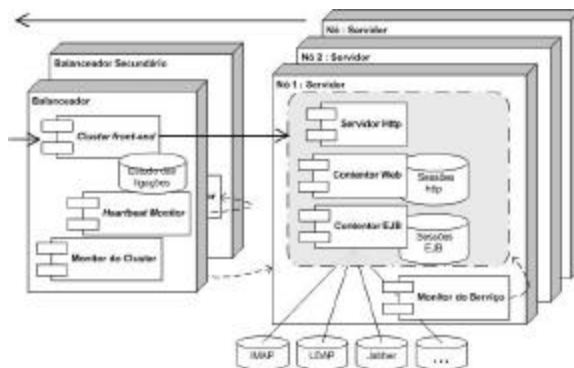 Nó : Servidor
Nó 2 : Servidor
Nó 1 : Servidor
Balanceador Secundário
Balanceador
Cluster front-end
Estado das
ligações
Heartbeat Monitor
Monitor do Cluster
Servidor Http
Contentor Web
Sessões
http
Contentor EJB
Sessões
EJB
Monitor do Serviço
IMAP
LDAP
Jabber
...